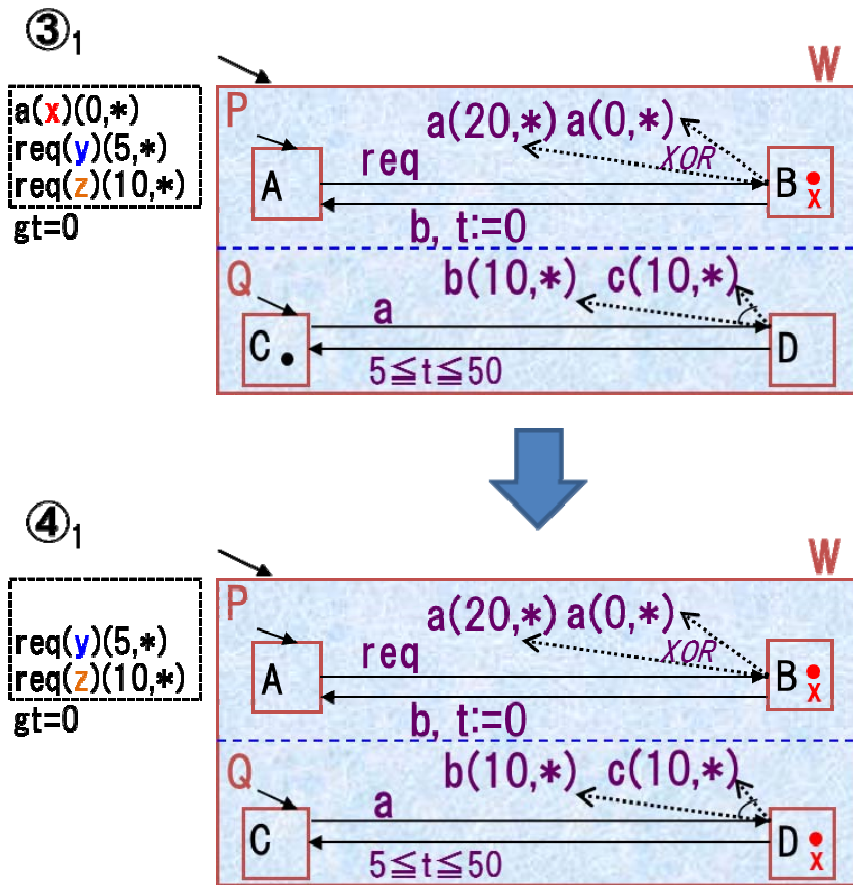 ③₁
W
a(x)(0,*)
req(y)(5,*)
req(z)(10,*)
gt=0
P
a(20,*) a(0,*)
XOR
req
A
B
x
b, t:=0
Q
b(10,*) c(10,*)
a
C
D
5≦t≦50
④₁
W
req(y)(5,*)
req(z)(10,*)
gt=0
P
a(20,*) a(0,*)
XOR
req
A
B
x
b, t:=0
Q
b(10,*) c(10,*)
a
C
D
x
5≦t≦50